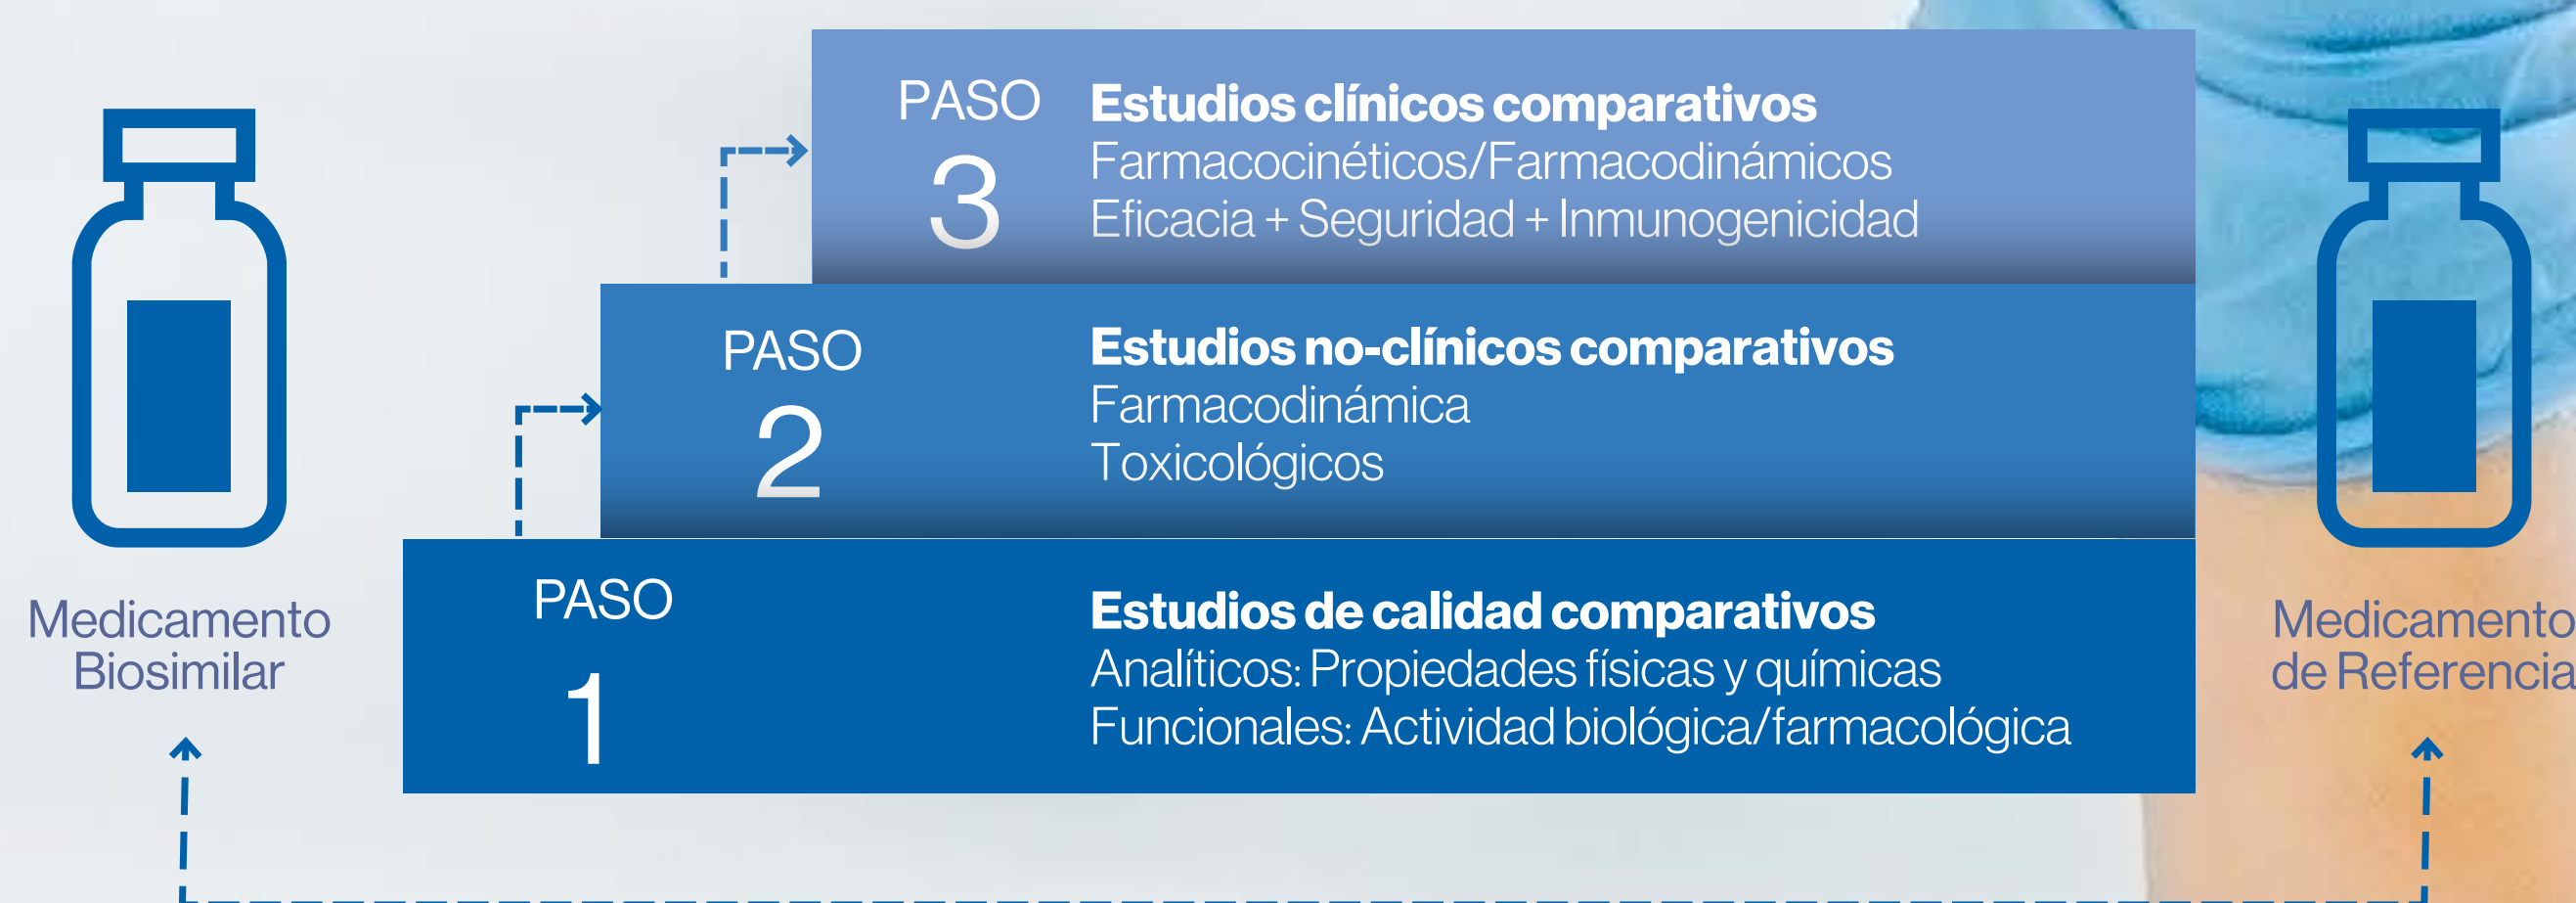 PASO
3
Estudios clínicos comparativos
Farmacocinéticos/Farmacodinámicos
Eficacia + Seguridad + Inmunogenicidad
PASO
2
Estudios no-clínicos comparativos
Farmacodinámica
Toxicológicos
PASO
1
Estudios de calidad comparativos
Analíticos: Propiedades físicas y químicas
Funcionales: Actividad biológica/farmacológica
Medicamento
Biosimilar
Medicamento
de Referencia